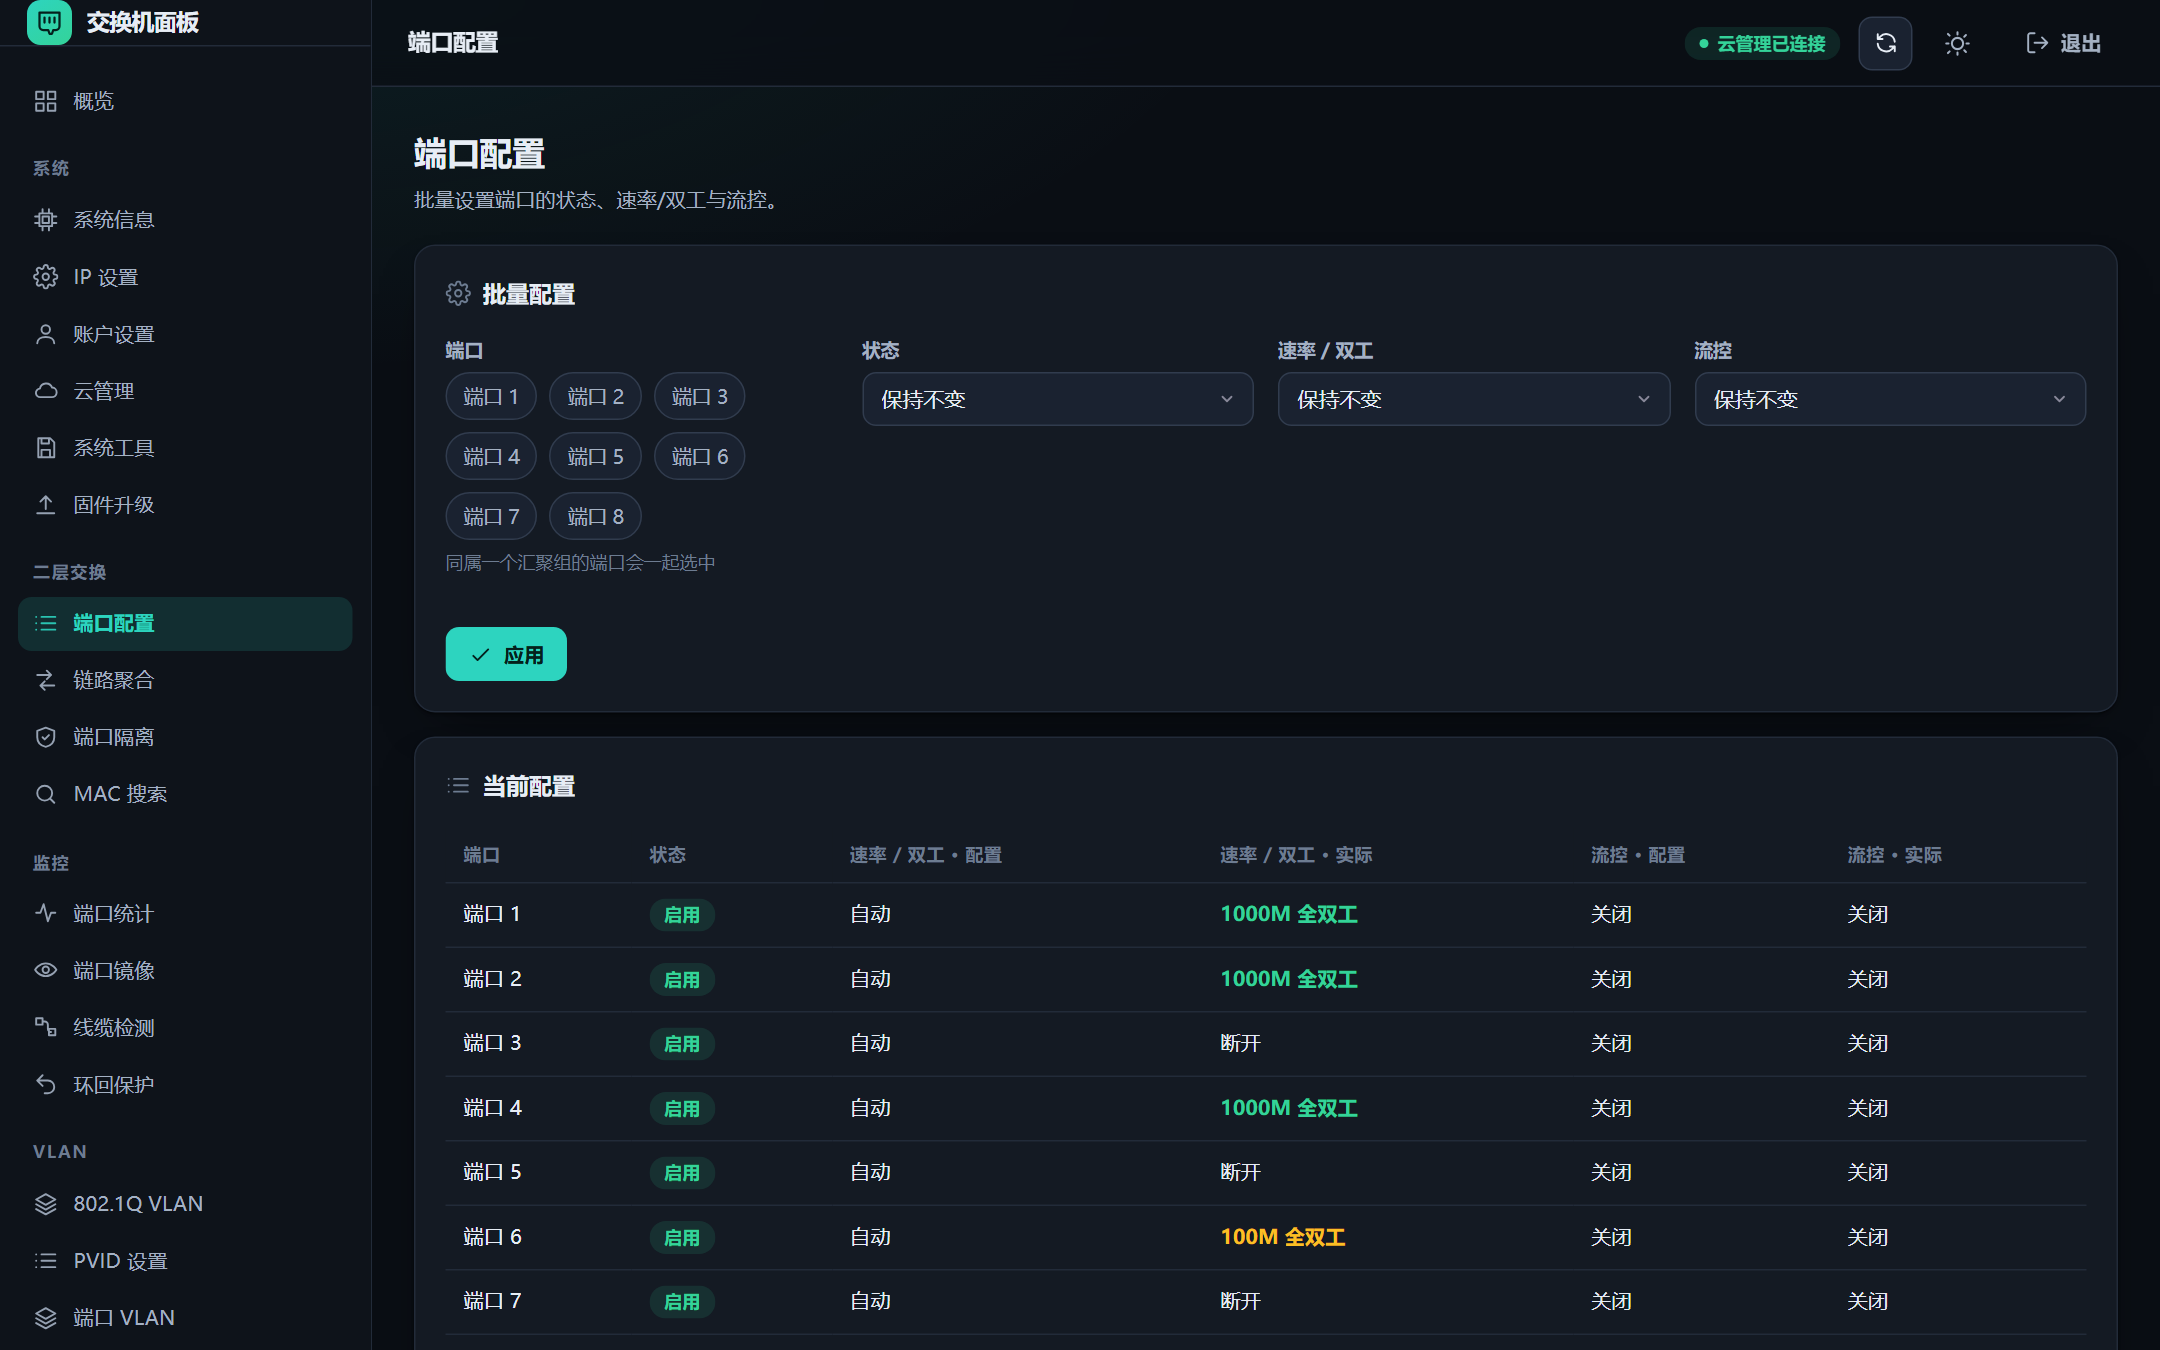 交换机面板
概览
系统
系统信息
IP 设置
账户设置
云管理
系统工具
固件升级
二层交换
端口配置
链路聚合
端口隔离
MAC 搜索
监控
端口统计
端口镜像
线缆检测
环回保护
VLAN
802.1Q VLAN
PVID 设置
端口 VLAN
端口配置
云管理已连接
退出
端口配置
批量设置端口的状态、速率/双工与流控。
批量配置
端口
端口 1 端口 2 端口 3
端口 4 端口 5 端口 6
端口 7 端口 8
同属一个汇聚组的端口会一起选中
状态
保持不变
速率 / 双工
保持不变
流控
保持不变
应用
当前配置
端口 状态 速率 / 双工・配置 速率 / 双工・实际 流控・配置 流控・实际
端口 1 启用 自动 1000M 全双工 关闭 关闭
端口 2 启用 自动 1000M 全双工 关闭 关闭
端口 3 启用 自动 断开 关闭 关闭
端口 4 启用 自动 1000M 全双工 关闭 关闭
端口 5 启用 自动 断开 关闭 关闭
端口 6 启用 自动 100M 全双工 关闭 关闭
端口 7 启用 自动 断开 关闭 关闭